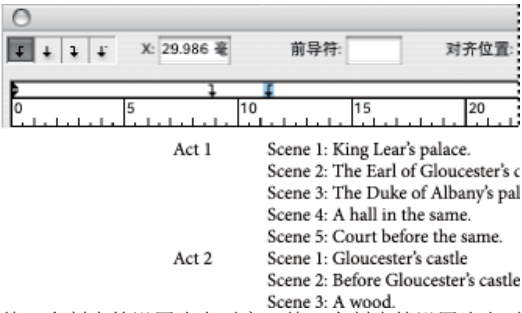 X: 29.986 毫 前导符: 对齐位置:
0 5 10 15 20
Act 1 Scene 1: King Lear's palace.
Scene 2: The Earl of Gloucester's c
Scene 3: The Duke of Albany's pal
Scene 4: A hall in the same.
Scene 5: Court before the same.
Act 2 Scene 1: Gloucester's castle
Scene 2: Before Gloucester's castle
Scene 3: A wood.